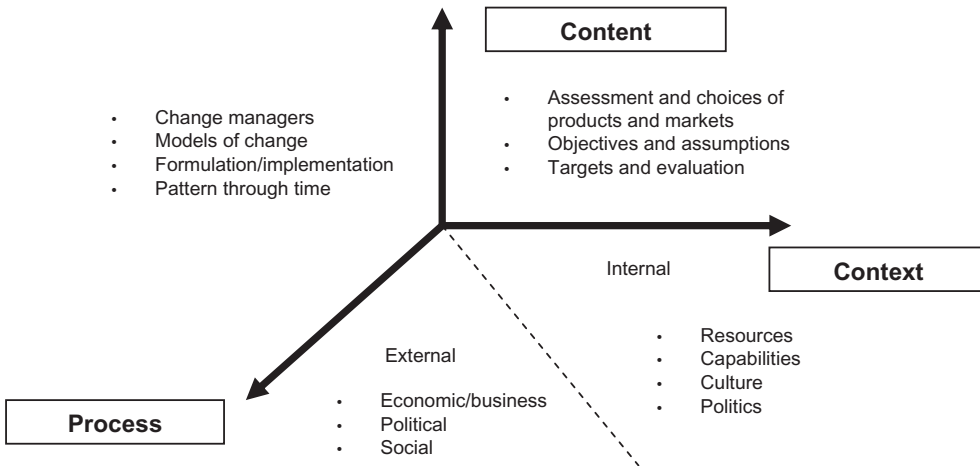 Content
• Assessment and choices of
products and markets
• Objectives and assumptions
• Targets and evaluation
• Change managers
• Models of change
• Formulation/implementation
• Pattern through time
Internal
Context
• Resources
• Capabilities
• Culture
• Politics
External
• Economic/business
• Political
• Social
Process